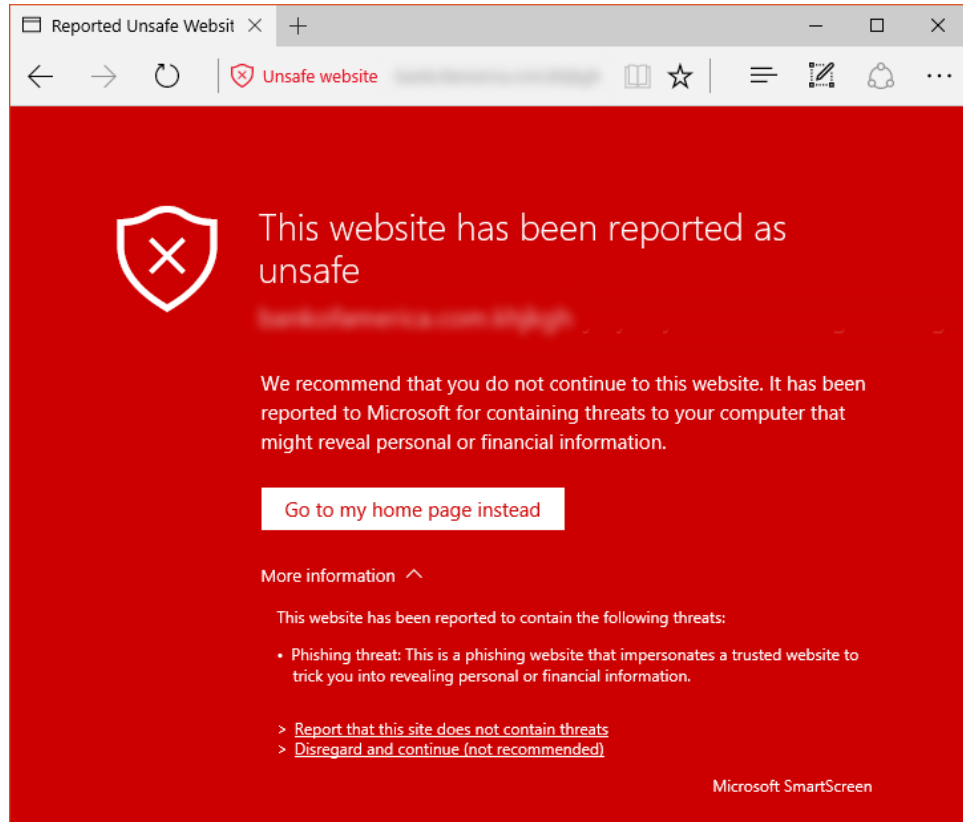 Reported Unsafe Websit
Unsafe website
This website has been reported as
unsafe
We recommend that you do not continue to this website. It has been
reported to Microsoft for containing threats to your computer that
might reveal personal or financial information.
Go to my home page instead
More information
This website has been reported to contain the following threats:
• Phishing threat: This is a phishing website that impersonates a trusted website to
trick you into revealing personal or financial information.
> Report that this site does not contain threats
> Disregard and continue (not recommended)
Microsoft SmartScreen